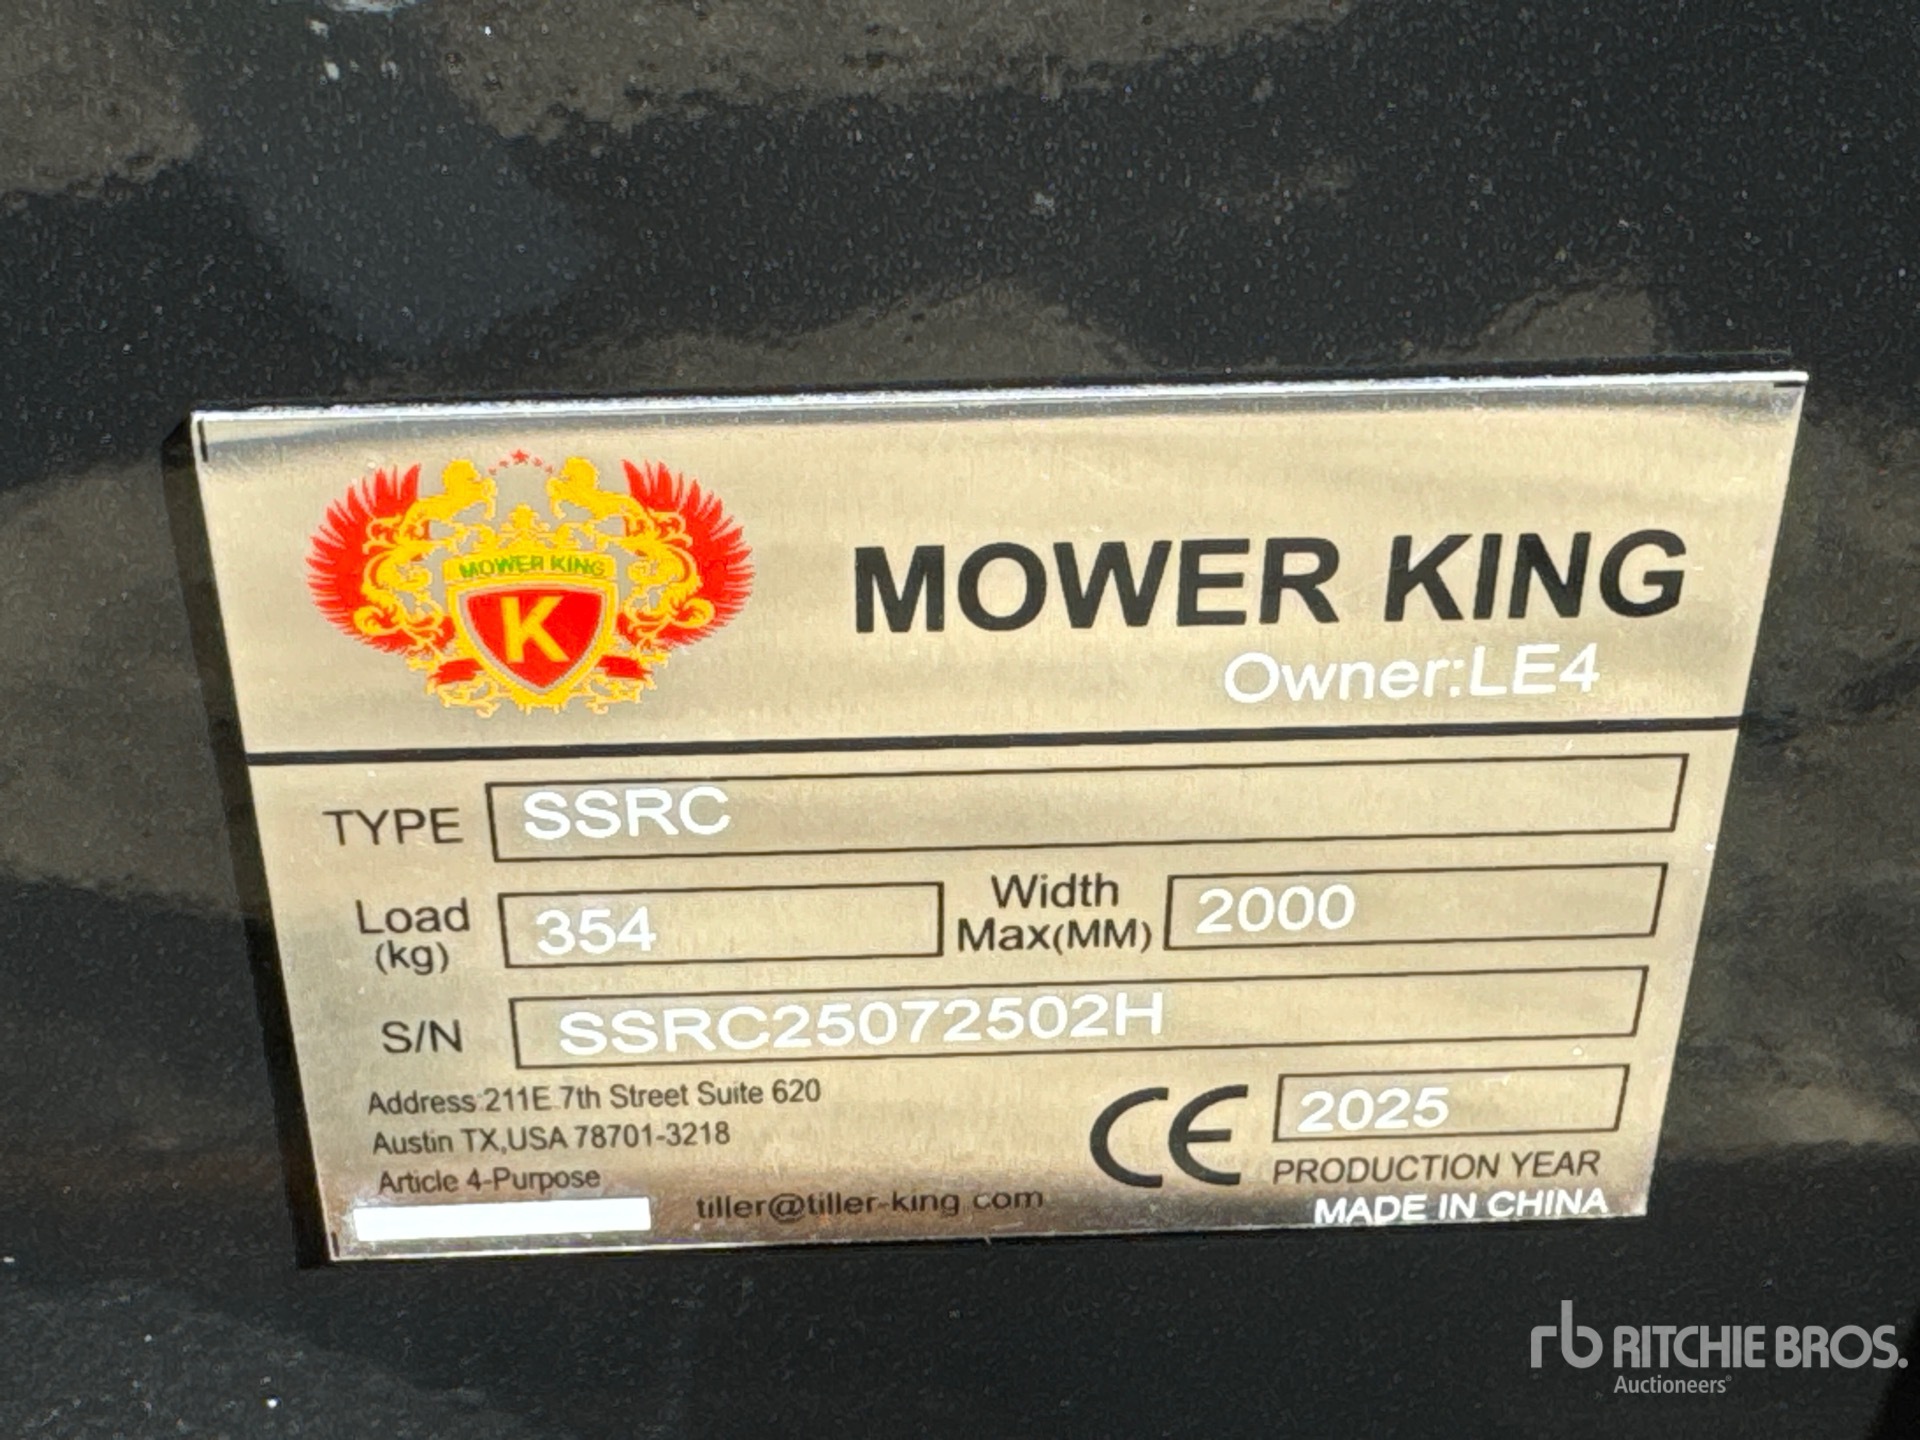 MOWER KING
K
MOWER KING
Owner:LE4
TYPE SSRC
Load (kg) 354
Width Max(MM) 2000
S/N SSRC25072502H
Address:211E.7th Street Suite 620
Austin TX,USA 78701-3218
Article 4-Purpose
tiller@tiller-king com
CE
2025
PRODUCTION YEAR
MADE IN CHINA
rb RITCHIE BROS.
Auctioneers